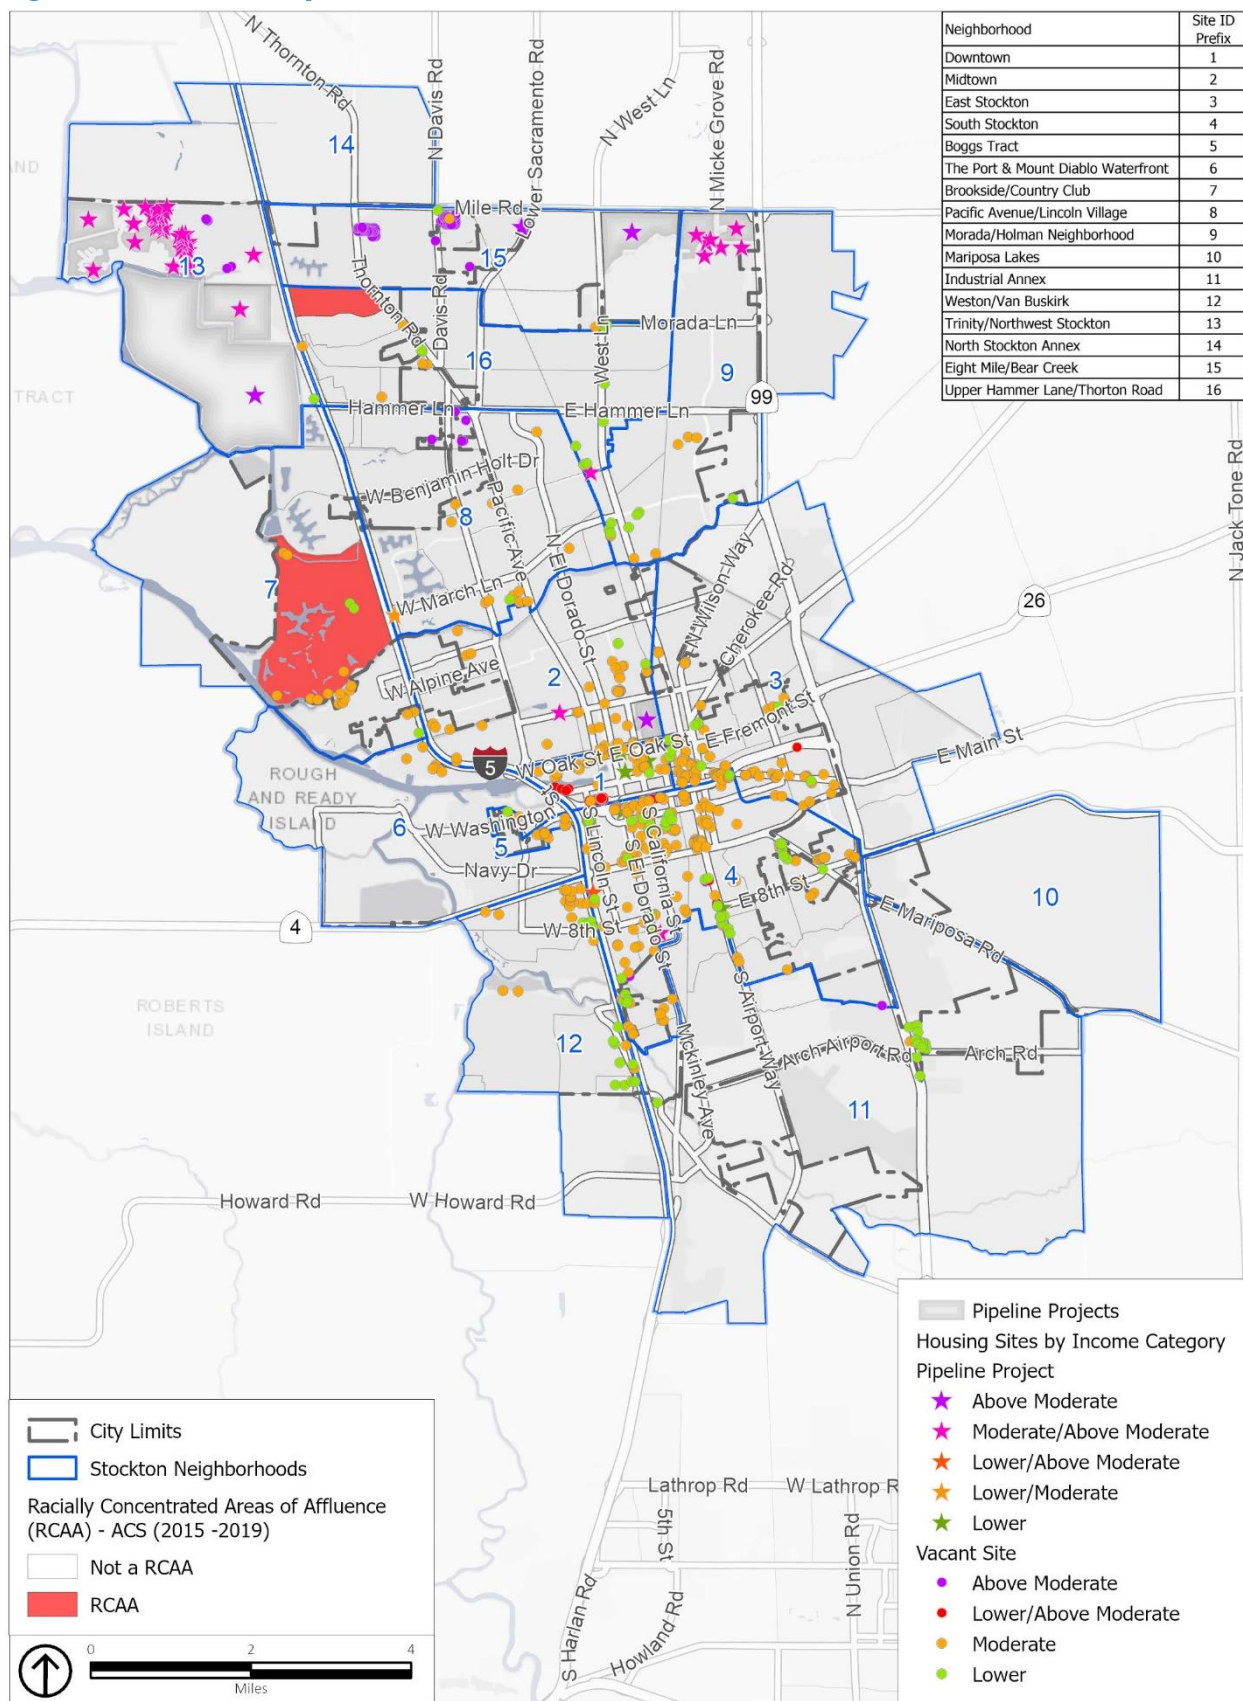 Neighborhood Site ID Prefix
Downtown 1
Midtown 2
East Stockton 3
South Stockton 4
Boggs Tract 5
The Port & Mount Diablo Waterfront 6
Brookside/Country Club 7
Pacific Avenue/Lincoln Village 8
Morada/Holman Neighborhood 9
Mariposa Lakes 10
Industrial Annex 11
Weston/Van Buskirk 12
Trinity/Northwest Stockton 13
North Stockton Annex 14
Eight Mile/Bear Creek 15
Upper Hammer Lane/Thorton Road 16
N Thornton Rd
N Davis Rd
Lower Sacramento Rd
N West Ln
N Micke Grove Rd
14
Mile Rd
13
15
Thornton Rd
Davis Rd
West Ln
Morada Ln
16
9
99
TRACT
Hammer Ln
E Hammer Ln
N Jack Tone Rd
W Benjamin Holt Dr
8
Pacific Ave
N El Dorado St
N Wilson Way
Cherokee Rd
7
W March Ln
26
W Alpine Ave
2
3
E Fremont St
E Main St
W Oak St
E Oak St
5
1
ROUGH
AND READY
ISLAND
6
W Washington St
5
Navy Dr
S Lincoln St
S El Dorado St
S California St
4
E 8th St
10
4
W 8th St
E Mariposa Rd
ROBERTS
ISLAND
12
S Airport Way
Mckinley Ave
Arch Airport Rd
Arch Rd
11
Howard Rd
W Howard Rd
Lathrop Rd
W Lathrop R
5th St
N Union Rd
S Harlan Rd
Howland Rd
Pipeline Projects
Housing Sites by Income Category
Pipeline Project
Above Moderate
Moderate/Above Moderate
Lower/Above Moderate
Lower/Moderate
Lower
Vacant Site
Above Moderate
Lower/Above Moderate
Moderate
Lower
City Limits
Stockton Neighborhoods
Racially Concentrated Areas of Affluence
(RCAA) - ACS (2015 -2019)
Not a RCAA
RCAA
0 2 4
Miles